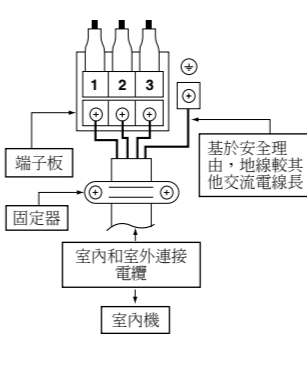 1 2 3
端子板
基於安全理
由，地線較其
他交流電線長
固定器
室內和室外連接
電纜
室內機